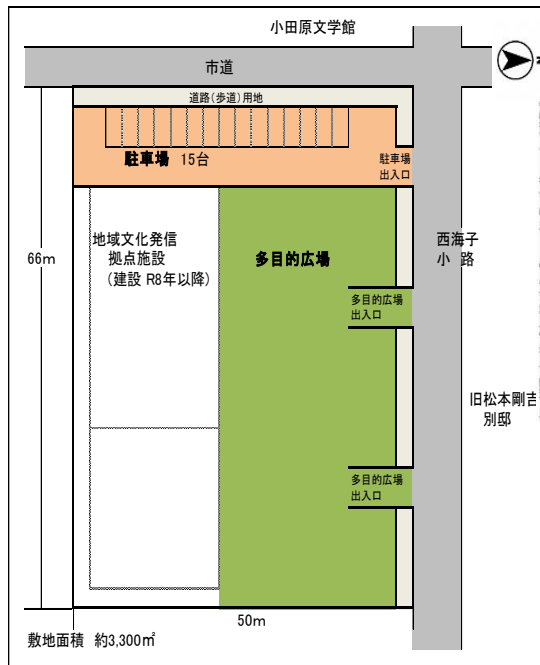 小田原文学館
市道
道路(歩道)用地
駐車場 15台
駐車場
出入口
地域文化発信
拠点施設
(建設 R8年以降)
多目的広場
西海子
小 路
66m
多目的広場
出入口
旧松本剛吉
別邸
多目的広場
出入口
50m
敷地面積 約3,300㎡